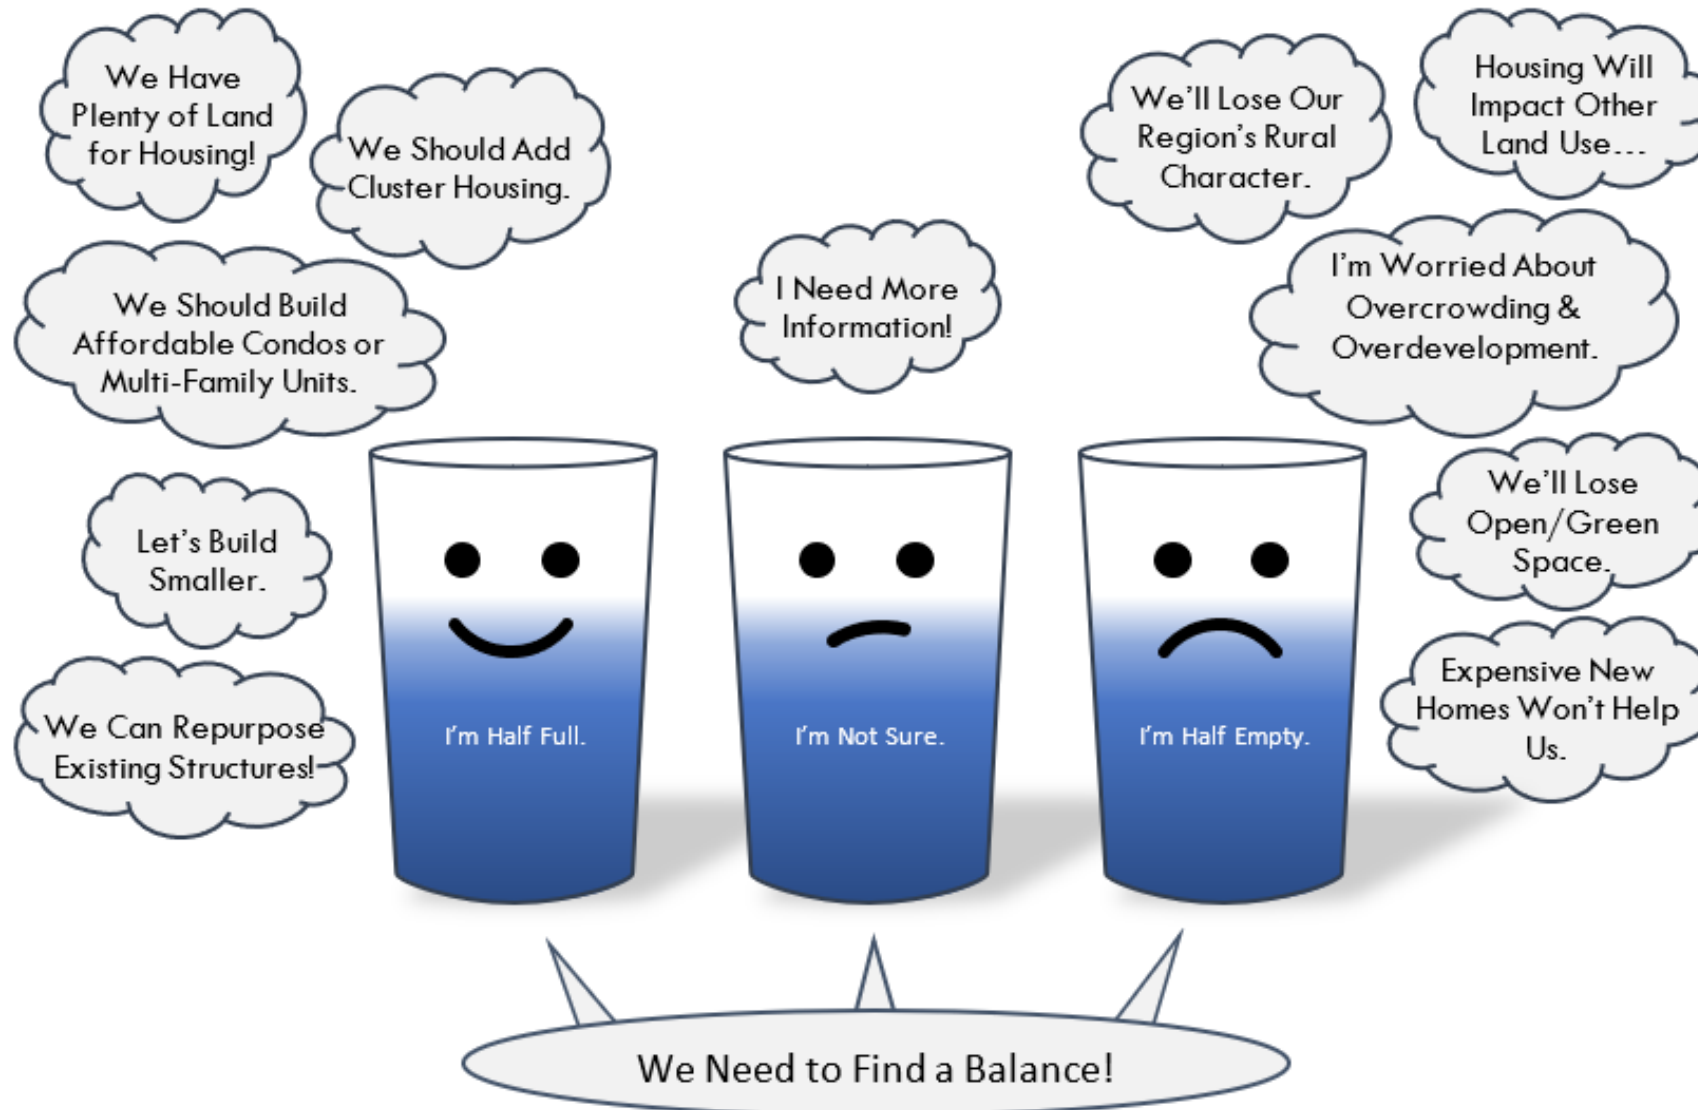 We Have
Plenty of Land
for Housing!
We Should Add
Cluster Housing.
We Should Build
Affordable Condos or
Multi-Family Units.
Let's Build
Smaller.
We Can Repurpose
Existing Structures!
I Need More
Information!
We'll Lose Our
Region's Rural
Character.
Housing Will
Impact Other
Land Use...
I'm Worried About
Overcrowding &
Overdevelopment.
We'll Lose
Open/Green
Space.
Expensive New
Homes Won't Help
Us.
I'm Half Full.
I'm Not Sure.
I'm Half Empty.
We Need to Find a Balance!